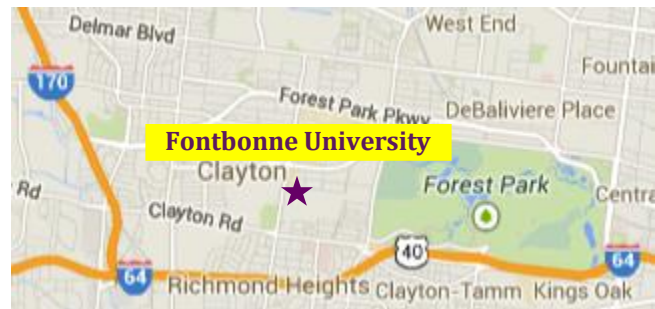 Delmar Blvd
West End
170
Fountai
Forest Park Pkwy
DeBaliviere Place
Fontbonne University
Clayton
Forest Park
Rd
Centra
Clayton Rd
40
64
64
Richmond Heights
Clayton-Tamm
Kings Oak